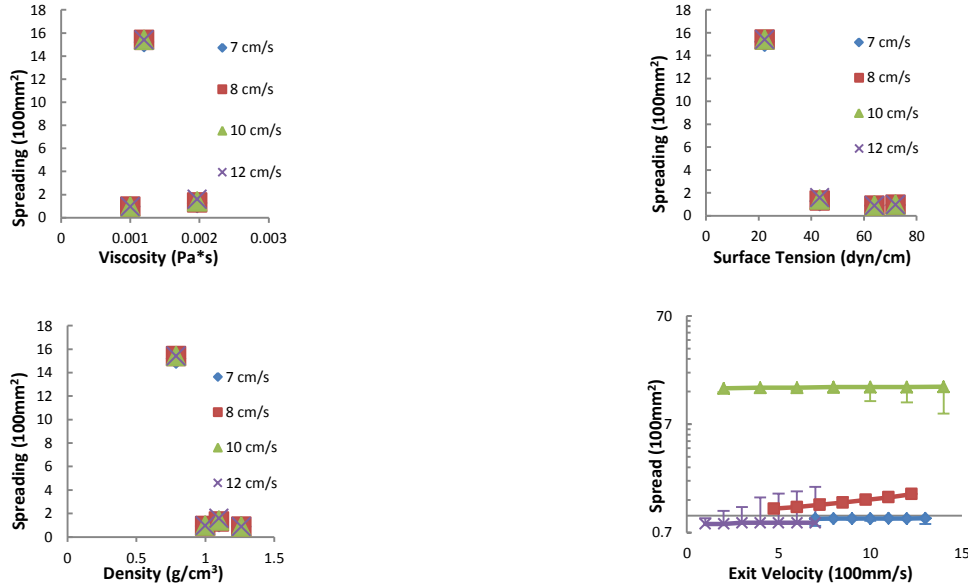 18
16
14
12
10
8
6
4
2
0
Spreading (100mm²)
7 cm/s
8 cm/s
10 cm/s
12 cm/s
0 0.001 0.002 0.003
Viscosity (Pa*s)
18
16
14
12
10
8
6
4
2
0
Spreading (100mm²)
7 cm/s
8 cm/s
10 cm/s
12 cm/s
0 20 40 60 80
Surface Tension (dyn/cm)
18
16
14
12
10
8
6
4
2
0
Spreading (100mm²)
7 cm/s
8 cm/s
10 cm/s
12 cm/s
0 0.5 1 1.5
Density (g/cm³)
70
7
0.7
Spread (100mm²)
5 10 15
Exit Velocity (100mm/s)